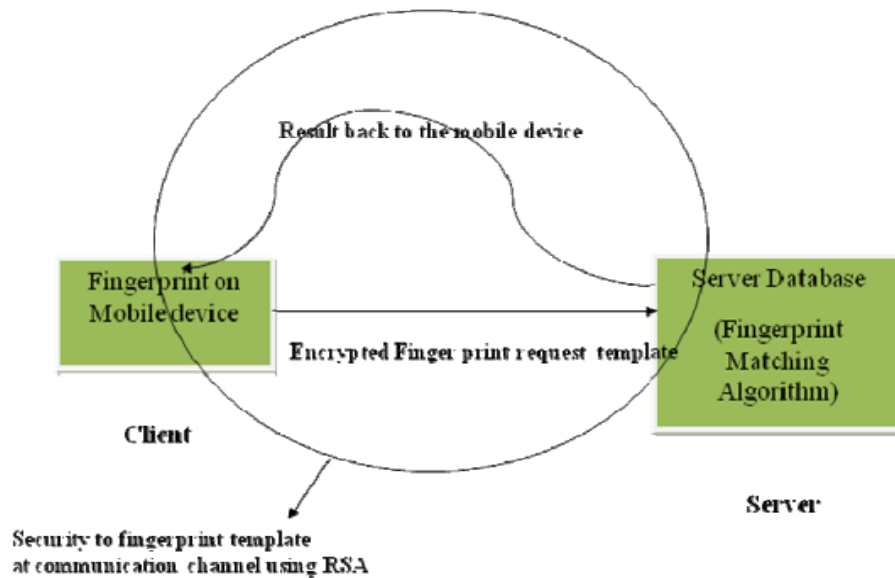 Result back to the mobile device
Fingerprint on
Mobile device
Server Database
(Fingerprint
Matching
Algorithm)
Encrypted Finger print request template
Client
Server
Security to fingerprint template
at communication channel using RSA